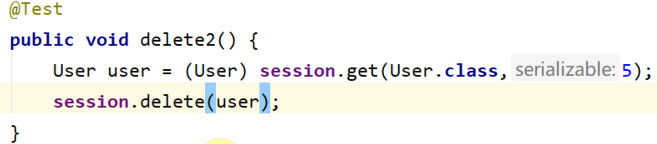 @Test
public void delete2() {
    User user = (User) session.get(User.class, serializable: 5);
    session.delete(user);
}